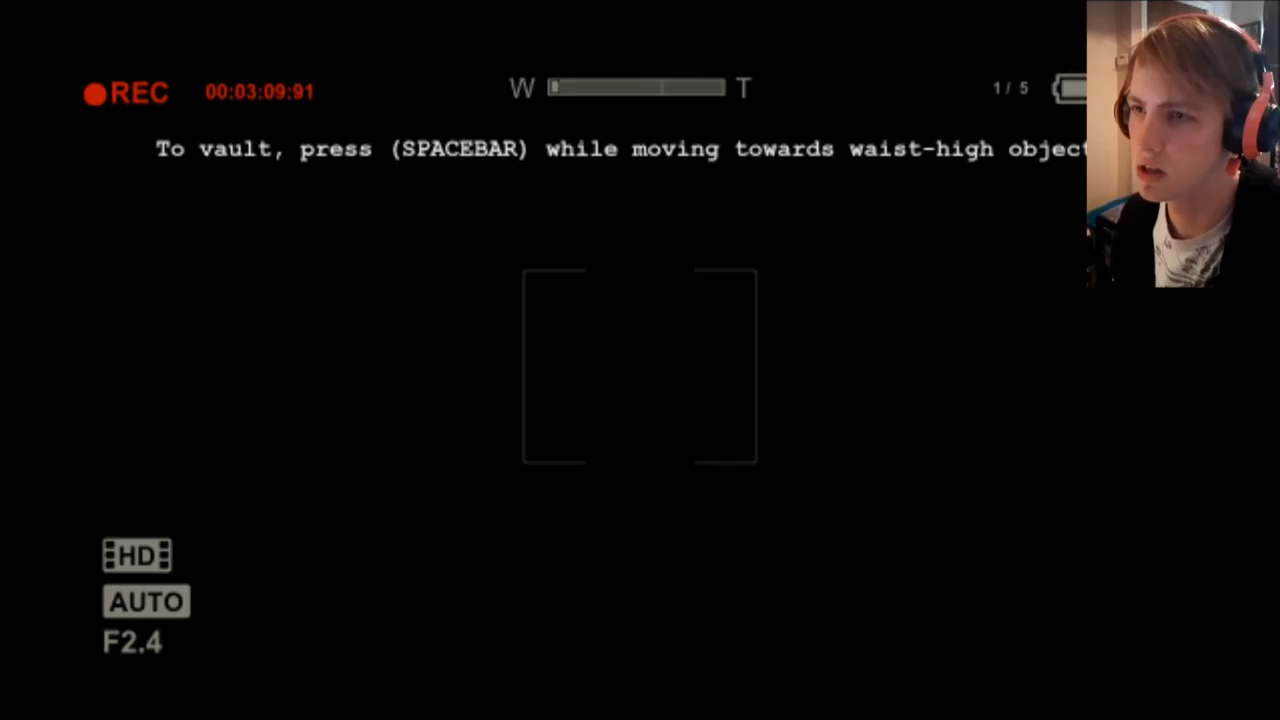 REC 00:03:09:91 W T 1 / 5
To vault, press (SPACEBAR) while moving towards waist-high
HD
AUTO
F2.4